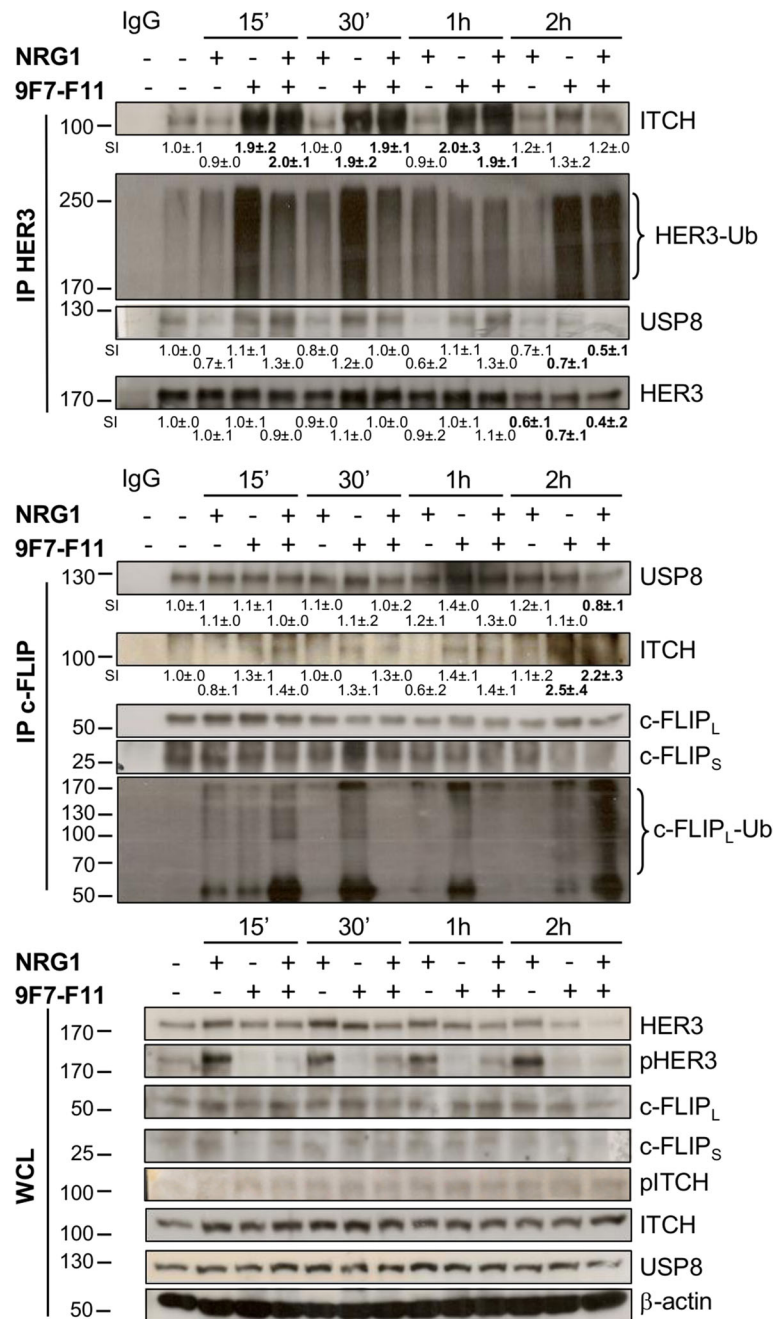 IgG 15' 30' 1h 2h
NRG1 - - + - + + - + + - + + - +
9F7-F11 - - - + + - + + - + + - + +
100 ITCH
SI 1.0±.1 1.9±.2 1.0±.0 1.9±.1 2.0±.3 1.2±.1 1.2±.0
0.9±.0 2.0±.1 1.9±.2 0.9±.0 1.9±.1 1.3±.2
250 HER3-Ub
170
IP HER3
130 USP8
SI 1.0±.0 1.1±.1 0.8±.0 1.0±.0 1.1±.1 0.7±.1 0.5±.1
0.7±.1 1.3±.0 1.2±.0 0.6±.2 1.3±.0 0.7±.1
170 HER3
SI 1.0±.0 1.0±.1 0.9±.0 1.0±.0 1.0±.1 0.6±.1 0.4±.2
1.0±.1 0.9±.0 1.1±.0 0.9±.2 1.1±.0 0.7±.1
IgG 15' 30' 1h 2h
NRG1 - - + - + + - + + - + + - +
9F7-F11 - - - + + - + + - + + - + +
130 USP8
SI 1.0±.1 1.1±.1 1.1±.0 1.0±.2 1.4±.0 1.2±.1 0.8±.1
1.1±.0 1.0±.0 1.1±.2 1.2±.1 1.3±.0 1.1±.0
100 ITCH
SI 1.0±.0 1.3±.1 1.0±.0 1.3±.0 1.4±.1 1.1±.2 2.2±.3
0.8±.1 1.4±.0 1.3±.1 0.6±.2 1.4±.1 2.5±.4
IP c-FLIP
50 c-FLIPL
25 c-FLIPS
170
130
100 c-FLIPL-Ub
70
50
15' 30' 1h 2h
NRG1 - + - + + - + + - + + - +
9F7-F11 - - + + - + + - + + - + +
170 HER3
170 pHER3
50 c-FLIPL
25 c-FLIPS
WCL
100 pITCH
100 ITCH
130 USP8
50 β-actin